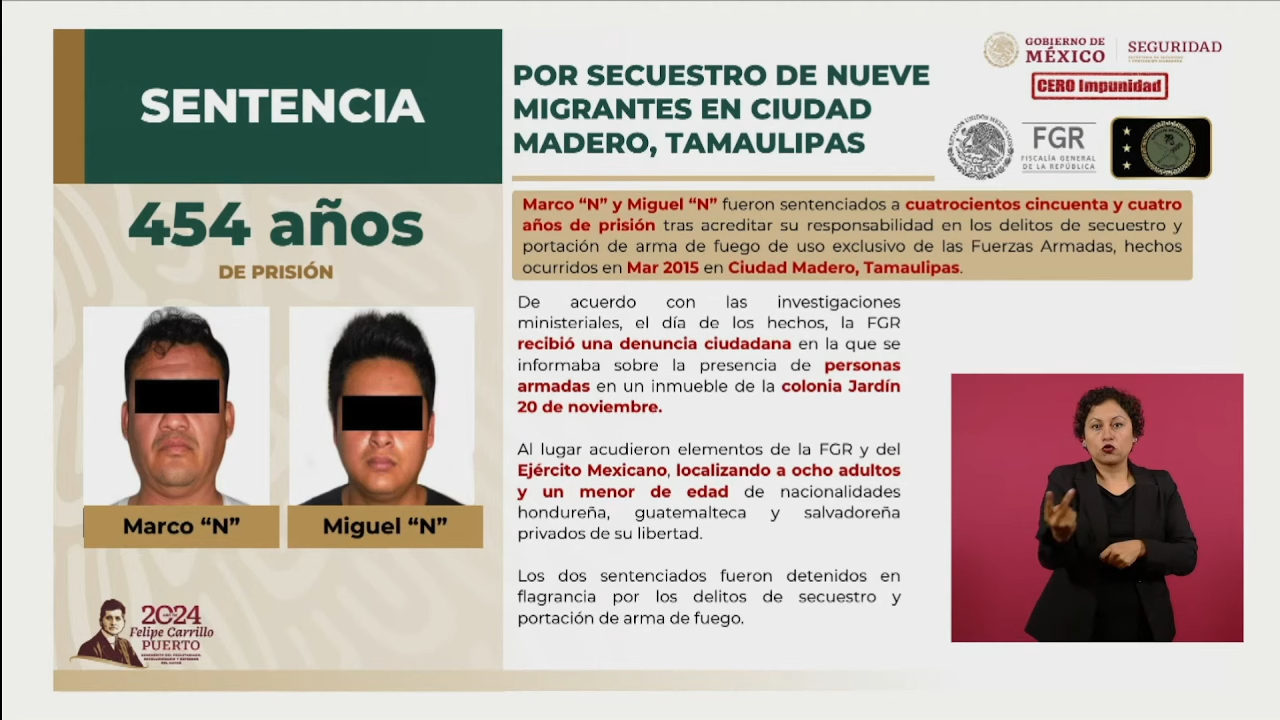 SENTENCIA
454 años
DE PRISIÓN
Marco “N”
Miguel “N”
2024
Felipe Carrillo
PUERTO
POR SECUESTRO DE NUEVE
MIGRANTES EN CIUDAD
MADERO, TAMAULIPAS
GOBIERNO DE
MÉXICO
SEGURIDAD
CERO Impunidad
ESTADOS UNIDOS MEXICANOS
FGR
FISCALÍA GENERAL
DE LA REPÚBLICA
Marco “N” y Miguel “N” fueron sentenciados a cuatrocientos cincuenta y cuatro
años de prisión tras acreditar su responsabilidad en los delitos de secuestro y
portación de arma de fuego de uso exclusivo de las Fuerzas Armadas, hechos
ocurridos en Mar 2015 en Ciudad Madero, Tamaulipas.
De acuerdo con las investigaciones
ministeriales, el día de los hechos, la FGR
recibió una denuncia ciudadana en la que se
informaba sobre la presencia de personas
armadas en un inmueble de la colonia Jardín
20 de noviembre.
Al lugar acudieron elementos de la FGR y del
Ejército Mexicano, localizando a ocho adultos
y un menor de edad de nacionalidades
hondureña, guatemalteca y salvadoreña
privados de su libertad.
Los dos sentenciados fueron detenidos en
flagrancia por los delitos de secuestro y
portación de arma de fuego.